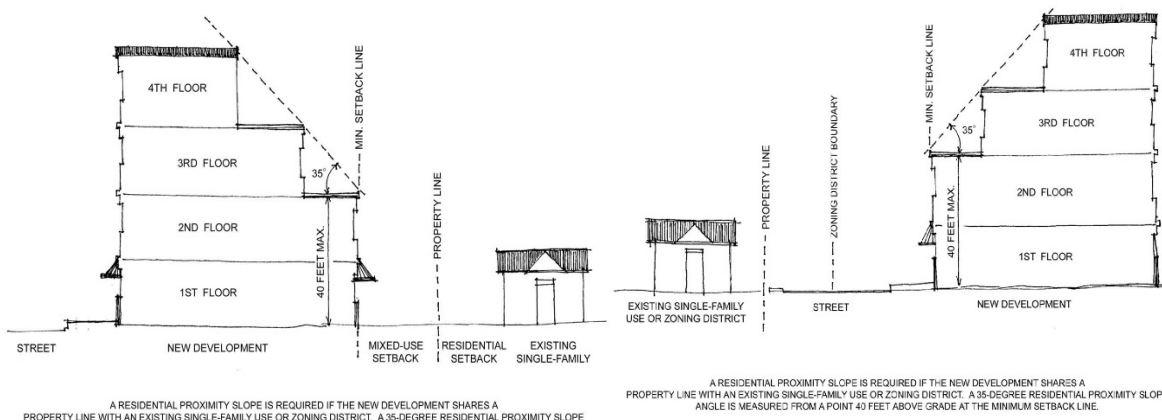 4TH FLOOR
3RD FLOOR
35°
2ND FLOOR
1ST FLOOR
40 FEET MAX.
MIN. SETBACK LINE
PROPERTY LINE
STREET
NEW DEVELOPMENT
MIXED-USE
SETBACK
RESIDENTIAL
SETBACK
EXISTING
SINGLE-FAMILY
A RESIDENTIAL PROXIMITY SLOPE IS REQUIRED IF THE NEW DEVELOPMENT SHARES A
PROPERTY LINE WITH AN EXISTING SINGLE-FAMILY USE OR ZONING DISTRICT. A 35-DEGREE RESIDENTIAL PROXIMITY SLOPE
4TH FLOOR
3RD FLOOR
35°
2ND FLOOR
1ST FLOOR
40 FEET MAX.
MIN. SETBACK LINE
ZONING DISTRICT BOUNDARY
PROPERTY LINE
EXISTING SINGLE-FAMILY
USE OR ZONING DISTRICT
STREET
NEW DEVELOPMENT
A RESIDENTIAL PROXIMITY SLOPE IS REQUIRED IF THE NEW DEVELOPMENT SHARES A
PROPERTY LINE WITH AN EXISTING SINGLE-FAMILY USE OR ZONING DISTRICT. A 35-DEGREE RESIDENTIAL PROXIMITY SLOP
ANGLE IS MEASURED FROM A POINT 40 FEET ABOVE GRADE AT THE MINIMUM SETBACK LINE.